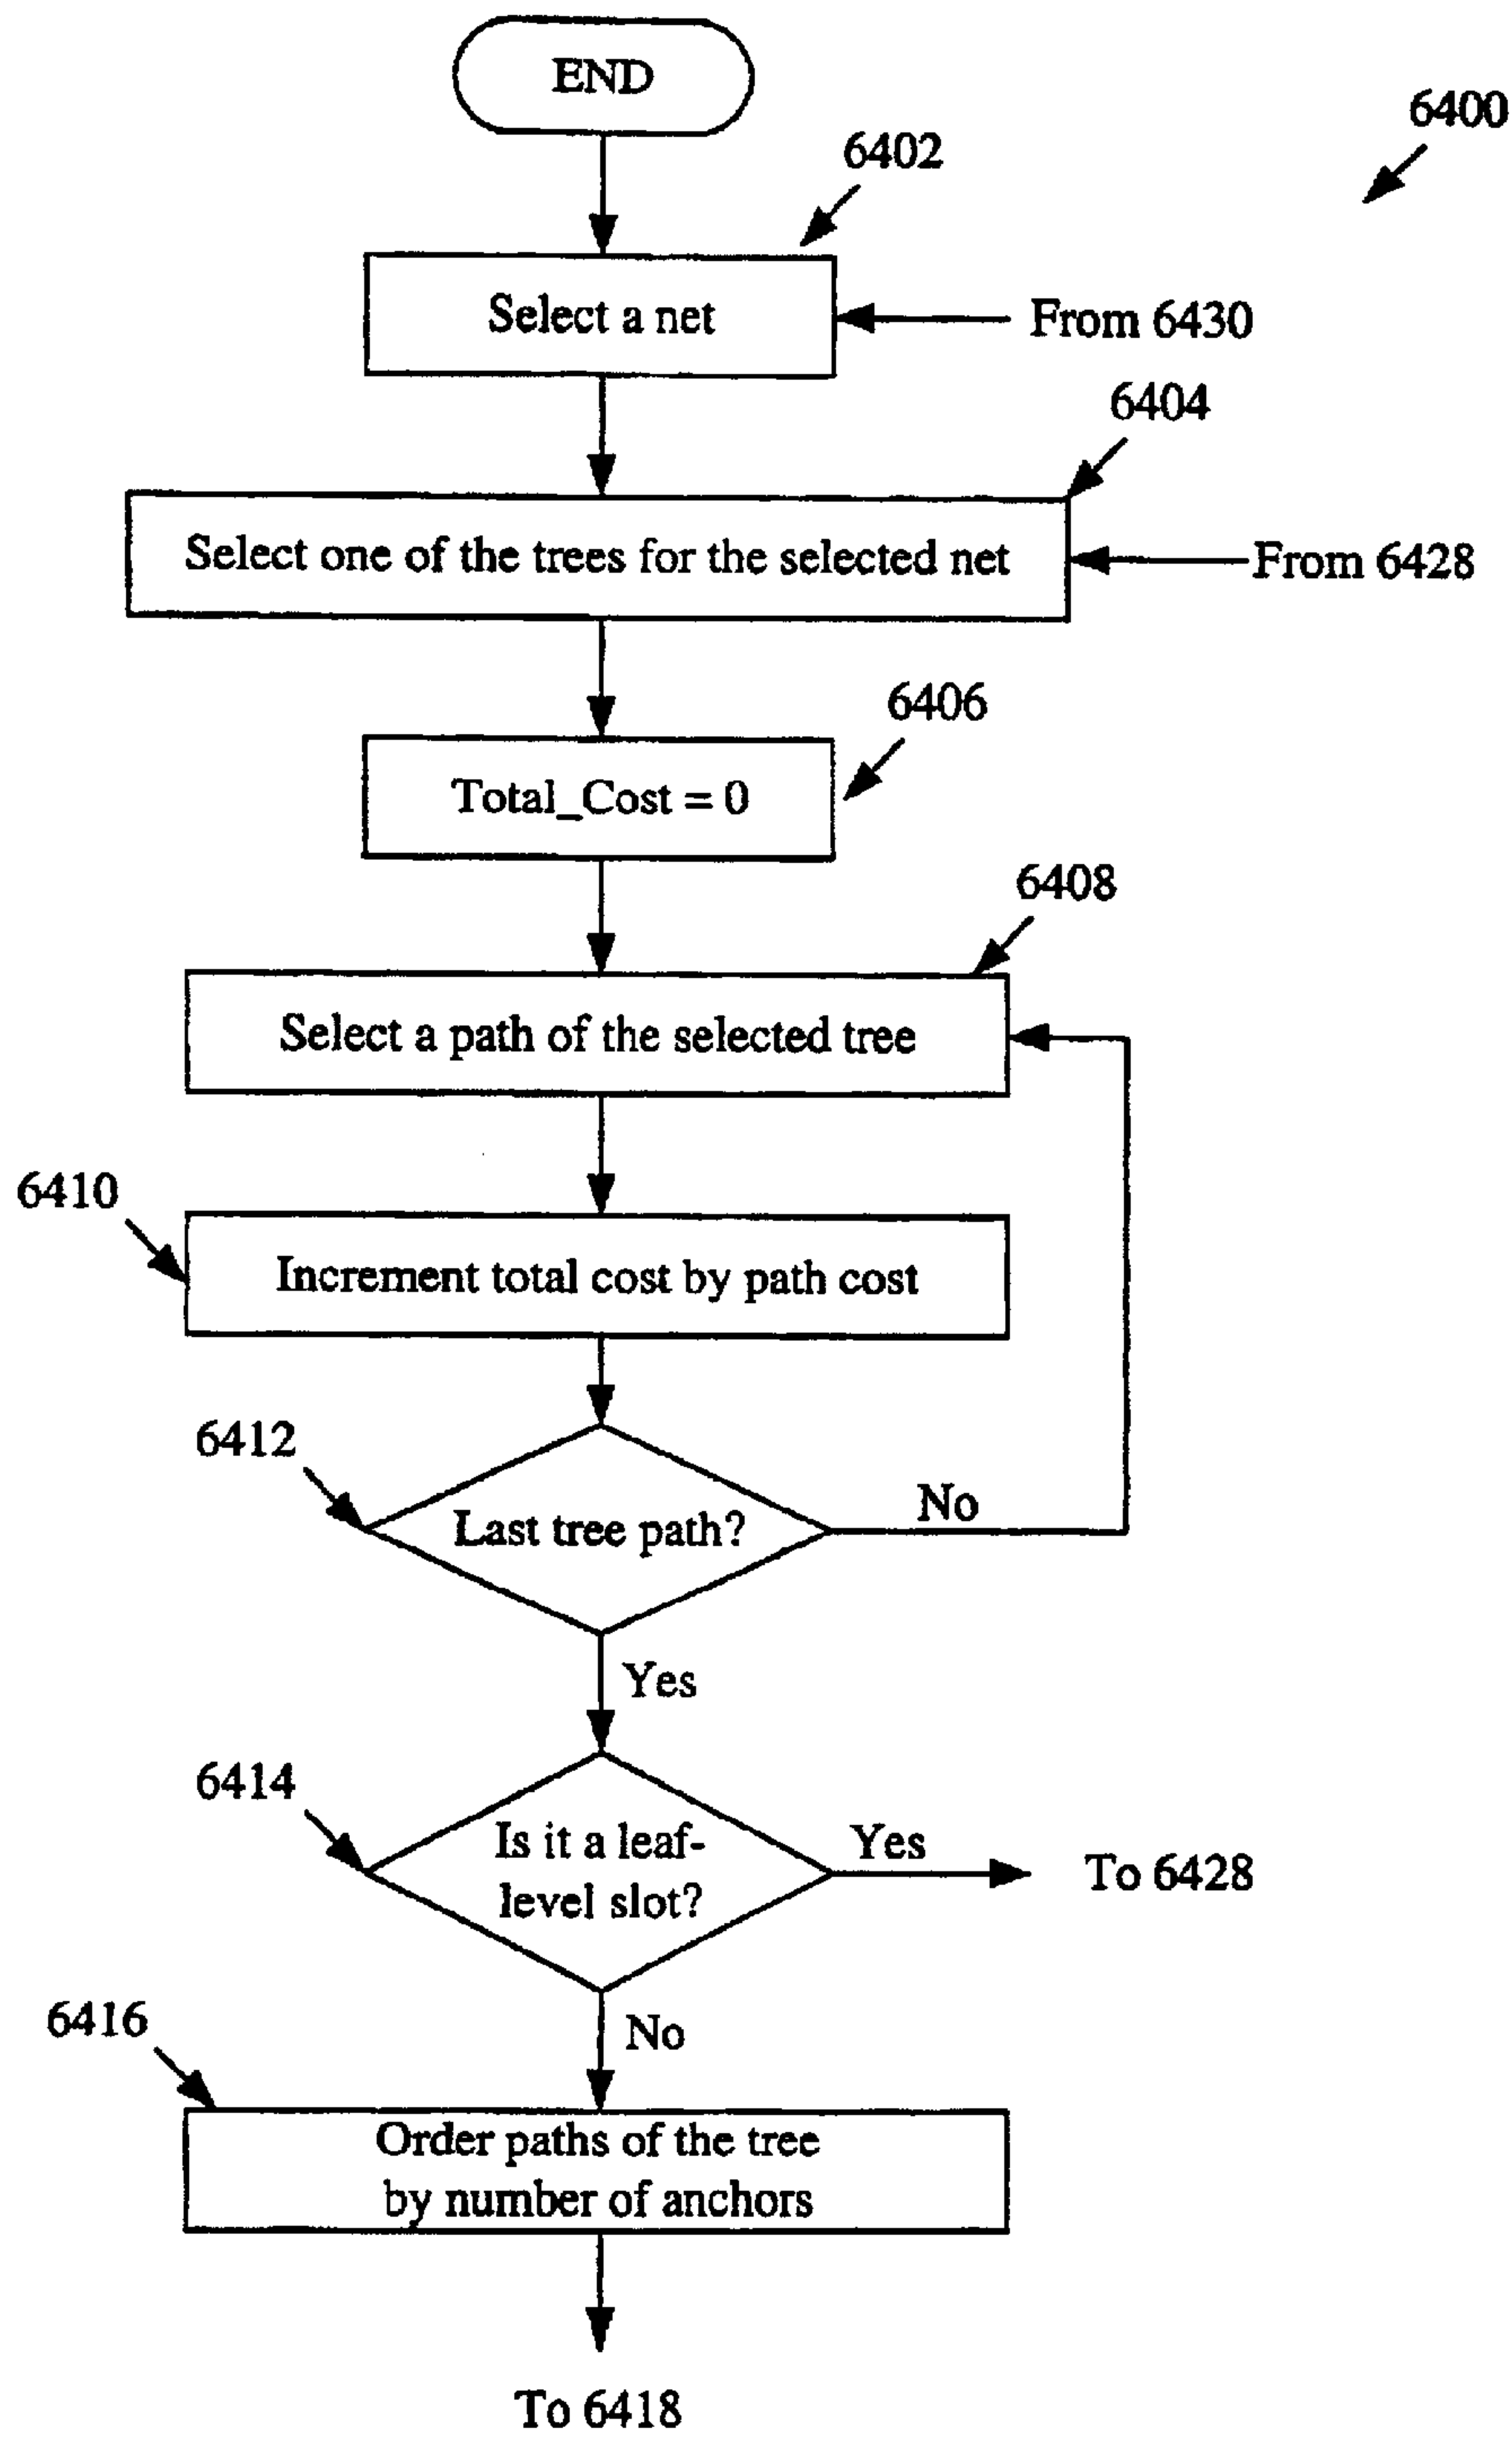 END
6400
6402
Select a net
From 6430
6404
Select one of the trees for the selected net
From 6428
6406
Total_Cost = 0
6408
Select a path of the selected tree
6410
Increment total cost by path cost
6412
Last tree path?
No
Yes
6414
Is it a leaf-
level slot?
Yes
To 6428
No
6416
Order paths of the tree
by number of anchors
To 6418